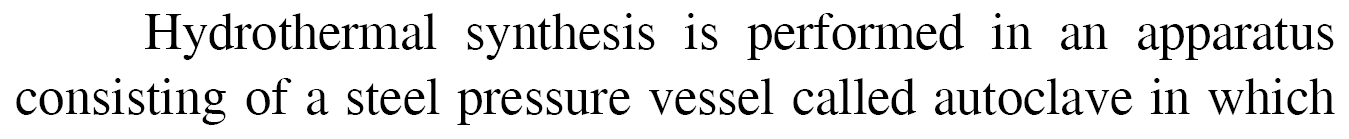 Hydrothermal synthesis is performed in an apparatus
consisting of a steel pressure vessel called autoclave in which